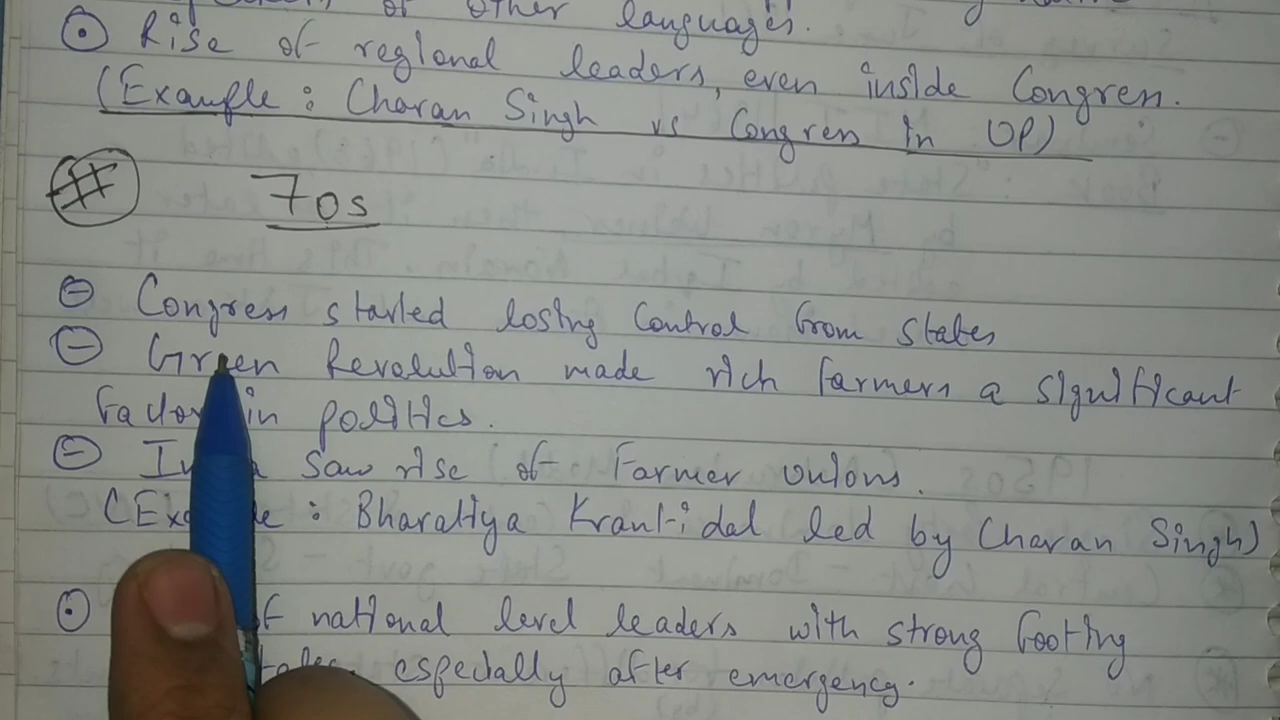 of other languages.
Rise of regional leaders, even inside Congress.
(Example : Charan Singh vs Congress in UP)
# 70s
Congress started losing control from states
Green Revolution made rich farmers a significant
factor in politics.
saw rise of Farmer unions.
: Bharatiya Kranti dal led by Charan Singh)
of national level leaders with strong footing
especially after emergency.